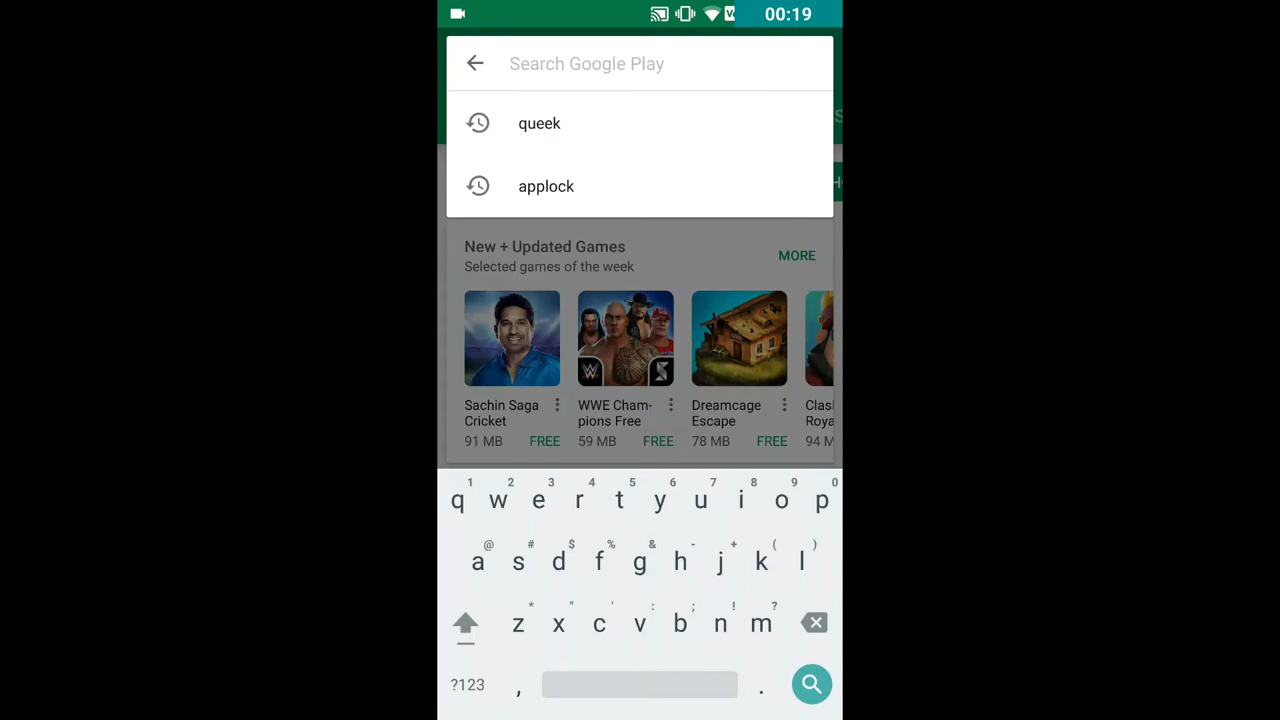 00:19
Search Google Play
queek
applock
New + Updated Games
Selected games of the week
MORE
Sachin Saga Cricket
91 MB FREE
WWE Cham-
pions Free
59 MB FREE
Dreamcage Escape
78 MB FREE
Clas
Roya
94 M
1 2 3 4 5 6 7 8 9 0
q w e r t y u i o p
@ # $ % & - + ( )
a s d f g h j k l
* " ' : ; ! ?
z x c v b n m
?123 , .